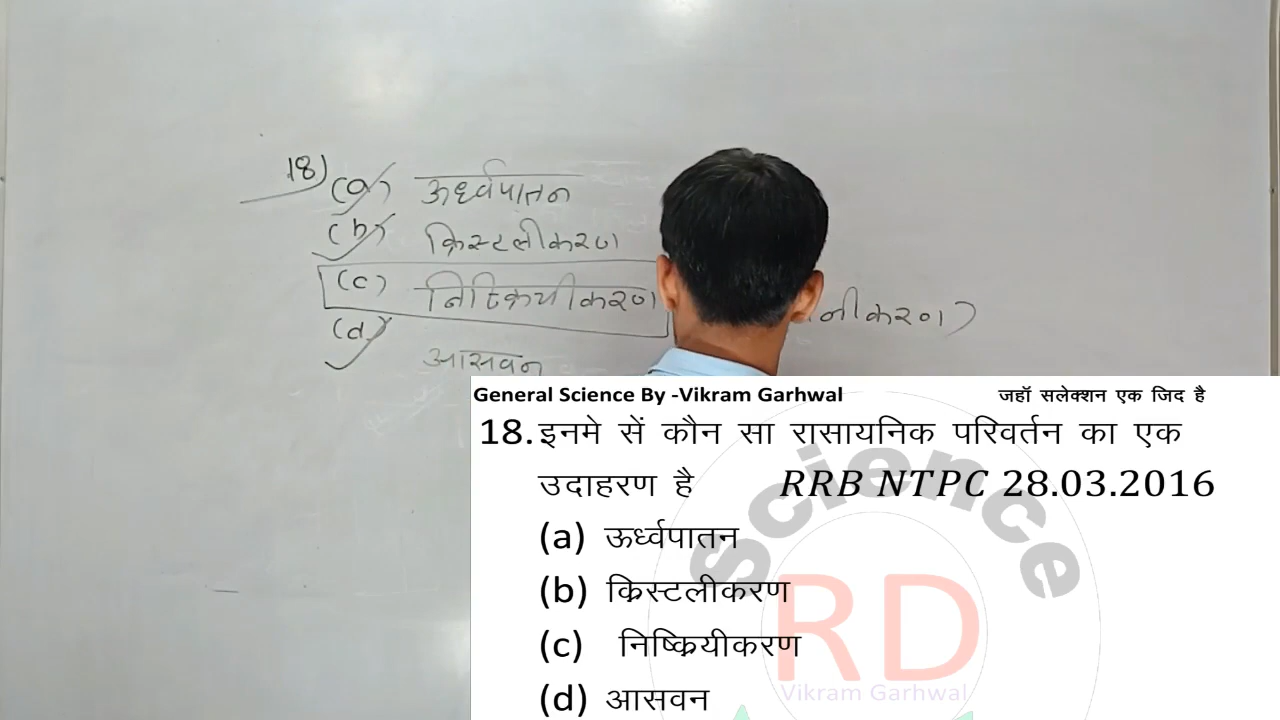 18) (a) ऊर्ध्वपातन
(b) क्रिस्टलीकरण
(c) निष्क्रियीकरण
(d) आसवन
General Science By -Vikram Garhwal
जहॉ सलेक्शन एक जिद है
18. इनमे सें कौन सा रासायनिक परिवर्तन का एक
उदाहरण है RRB NTPC 28.03.2016
(a) ऊर्ध्वपातन
(b) किस्टलीकरण
(c) निष्कियीकरण
(d) आसवन
Science
RD
Vikram Garhwal